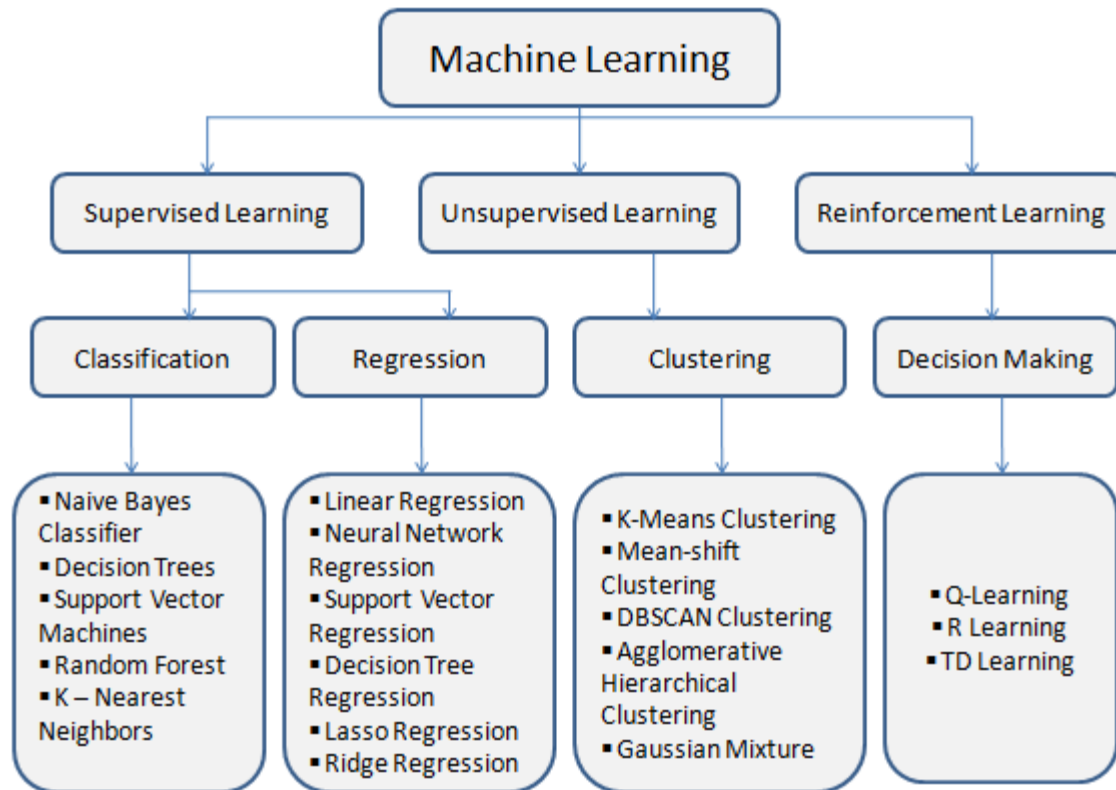 Machine Learning
Supervised Learning
Unsupervised Learning
Reinforcement Learning
Classification
Regression
Clustering
Decision Making
▪ Naive Bayes
Classifier
▪ Decision Trees
▪ Support Vector
Machines
▪ Random Forest
▪ K – Nearest
Neighbors
▪ Linear Regression
▪ Neural Network
Regression
▪ Support Vector
Regression
▪ Decision Tree
Regression
▪ Lasso Regression
▪ Ridge Regression
▪ K-Means Clustering
▪ Mean-shift
Clustering
▪ DBSCAN Clustering
▪ Agglomerative
Hierarchical
Clustering
▪ Gaussian Mixture
▪ Q-Learning
▪ R Learning
▪ TD Learning